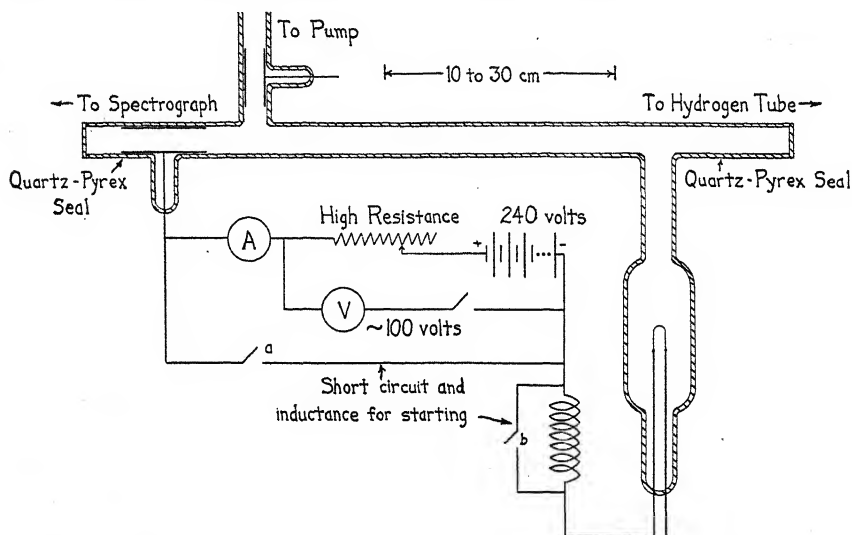 To Pump
10 to 30 cm
To Spectrograph
To Hydrogen Tube
Quartz-Pyrex
Seal
Quartz-Pyrex Seal
High Resistance
240 volts
A
+
-
V
~100 volts
a
Short circuit and
inductance for starting
b